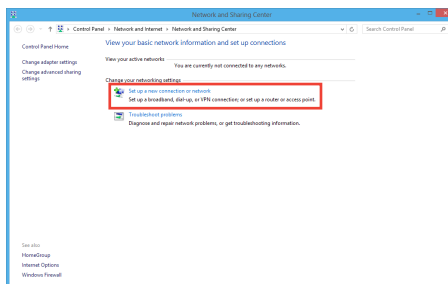 Network and Sharing Center
Control Panel ▸ Network and Internet ▸ Network and Sharing Center
Search Control Panel
Control Panel Home
Change adapter settings
Change advanced sharing
settings
View your basic network information and set up connections
View your active networks
You are currently not connected to any networks.
Change your networking settings
Set up a new connection or network
Set up a broadband, dial-up, or VPN connection; or set up a router or access point.
Troubleshoot problems
Diagnose and repair network problems, or get troubleshooting information.
See also
HomeGroup
Internet Options
Windows Firewall